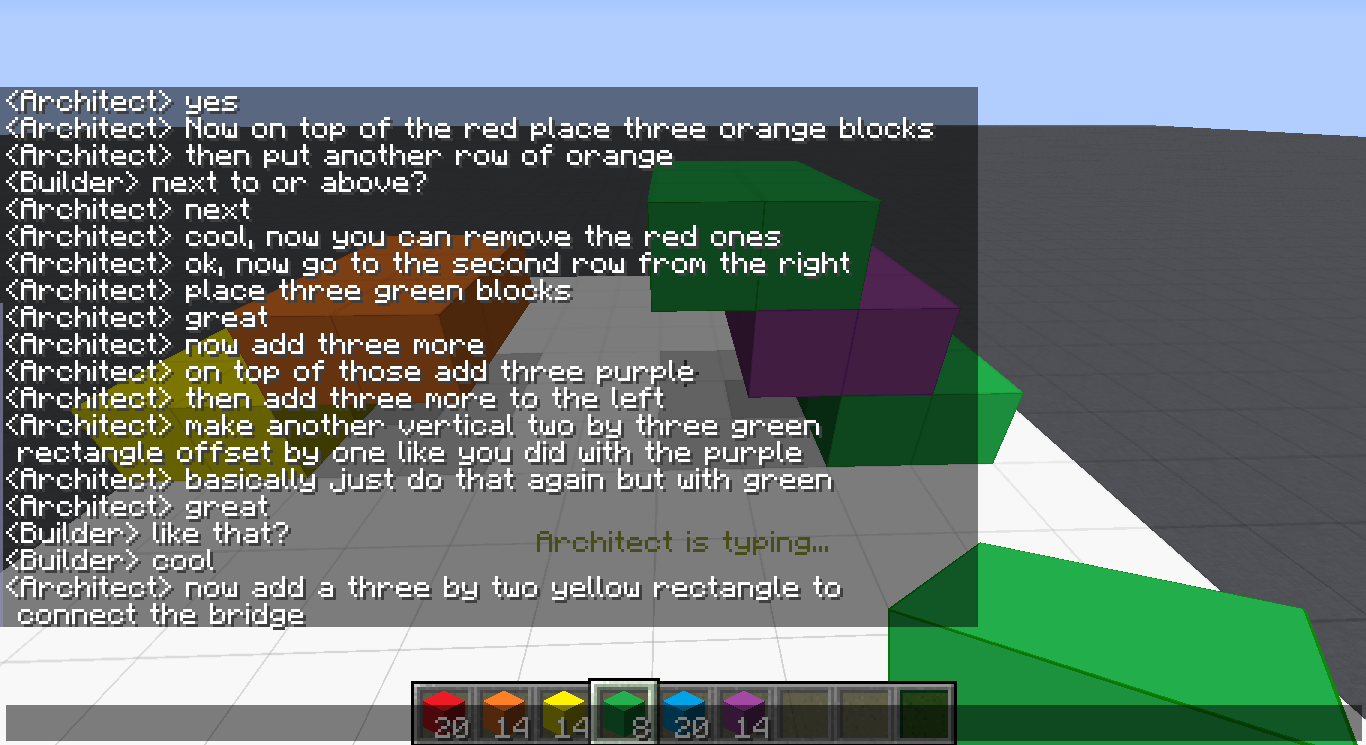 <Architect> yes
<Architect> Now on top of the red place three orange blocks
<Architect> then put another row of orange
<Builder> next to or above?
<Architect> next
<Architect> cool, now you can remove the red ones
<Architect> ok, now go to the second row from the right
<Architect> place three green blocks
<Architect> great
<Architect> now add three more
<Architect> on top of those add three purple
<Architect> then add three more to the left
<Architect> make another vertical two by three green
rectangle offset by one like you did with the purple
<Architect> basically just do that again but with green
<Architect> great
<Builder> like that?
Architect is typing...
<Builder> cool
<Architect> now add a three by two yellow rectangle to
connect the bridge
20 14 14 8 20 14